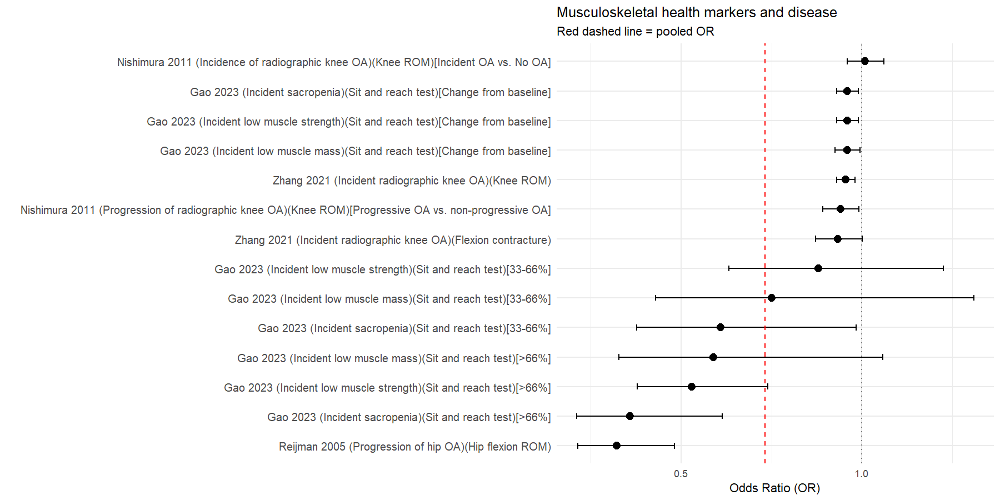 Musculoskeletal health markers and disease
Red dashed line = pooled OR
Nishimura 2011 (Incidence of radiographic knee OA)(Knee ROM)[Incident OA vs. No OA]
Gao 2023 (Incident sacropenia)(Sit and reach test)[Change from baseline]
Gao 2023 (Incident low muscle strength)(Sit and reach test)[Change from baseline]
Gao 2023 (Incident low muscle mass)(Sit and reach test)[Change from baseline]
Zhang 2021 (Incident radiographic knee OA)(Knee ROM)
Nishimura 2011 (Progression of radiographic knee OA)(Knee ROM)[Progressive OA vs. non-progressive OA]
Zhang 2021 (Incident radiographic knee OA)(Flexion contracture)
Gao 2023 (Incident low muscle strength)(Sit and reach test)[33-66%]
Gao 2023 (Incident low muscle mass)(Sit and reach test)[33-66%]
Gao 2023 (Incident sacropenia)(Sit and reach test)[33-66%]
Gao 2023 (Incident low muscle mass)(Sit and reach test)[>66%]
Gao 2023 (Incident low muscle strength)(Sit and reach test)[>66%]
Gao 2023 (Incident sacropenia)(Sit and reach test)[>66%]
Reijman 2005 (Progression of hip OA)(Hip flexion ROM)
0.5 1.0
Odds Ratio (OR)